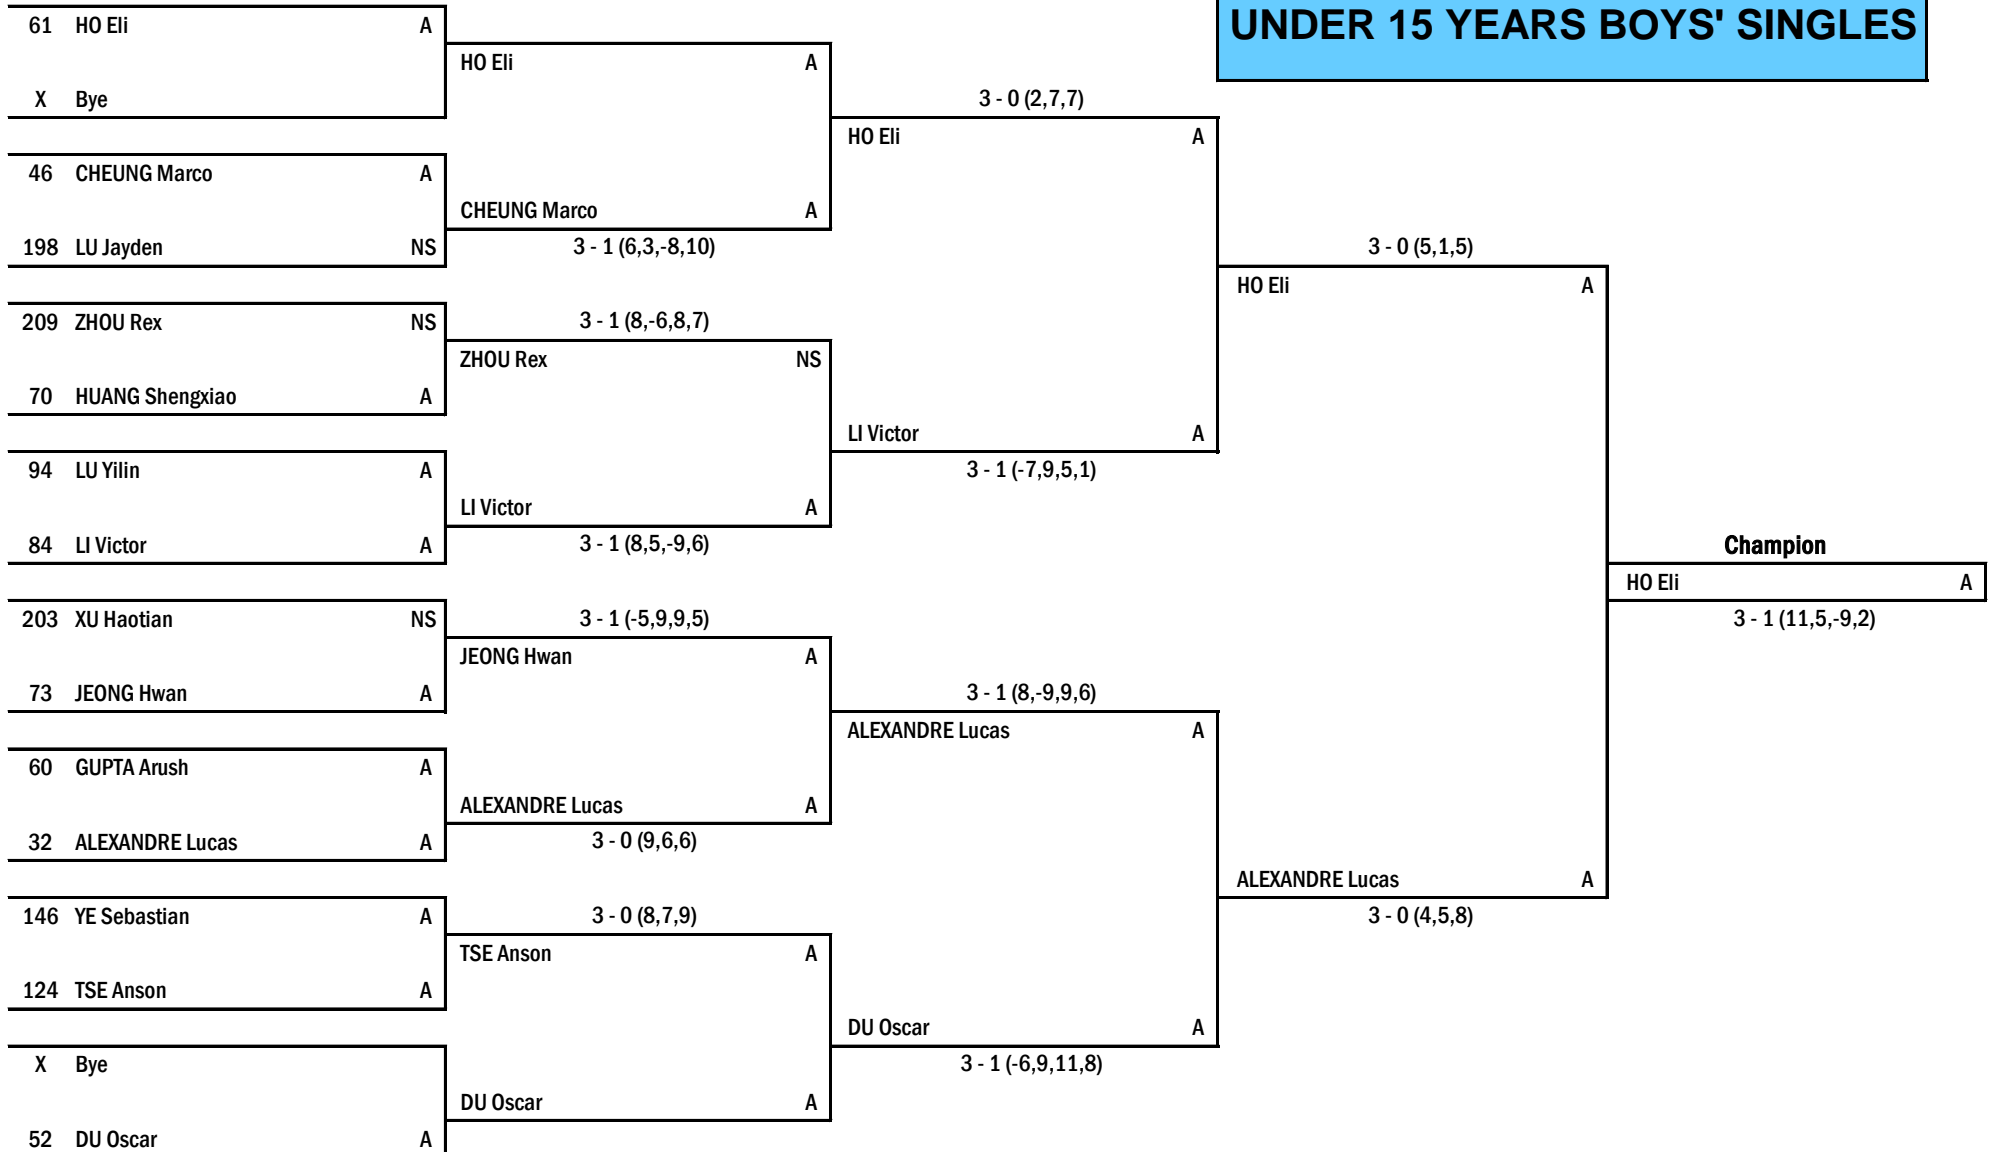 UNDER 15 YEARS BOYS' SINGLES
61 HO Eli A
HO Eli A
X Bye
3 - 0 (2,7,7)
HO Eli A
46 CHEUNG Marco A
CHEUNG Marco A
198 LU Jayden NS
3 - 1 (6,3,-8,10)
3 - 0 (5,1,5)
HO Eli A
209 ZHOU Rex NS
3 - 1 (8,-6,8,7)
ZHOU Rex NS
70 HUANG Shengxiao A
LI Victor A
94 LU Yilin A
3 - 1 (-7,9,5,1)
LI Victor A
84 LI Victor A
3 - 1 (8,5,-9,6)
Champion
HO Eli A
203 XU Haotian NS
3 - 1 (-5,9,9,5)
3 - 1 (11,5,-9,2)
JEONG Hwan A
73 JEONG Hwan A
3 - 1 (8,-9,9,6)
ALEXANDRE Lucas A
60 GUPTA Arush A
ALEXANDRE Lucas A
32 ALEXANDRE Lucas A
3 - 0 (9,6,6)
ALEXANDRE Lucas A
146 YE Sebastian A
3 - 0 (8,7,9)
3 - 0 (4,5,8)
TSE Anson A
124 TSE Anson A
DU Oscar A
X Bye
3 - 1 (-6,9,11,8)
DU Oscar A
52 DU Oscar A